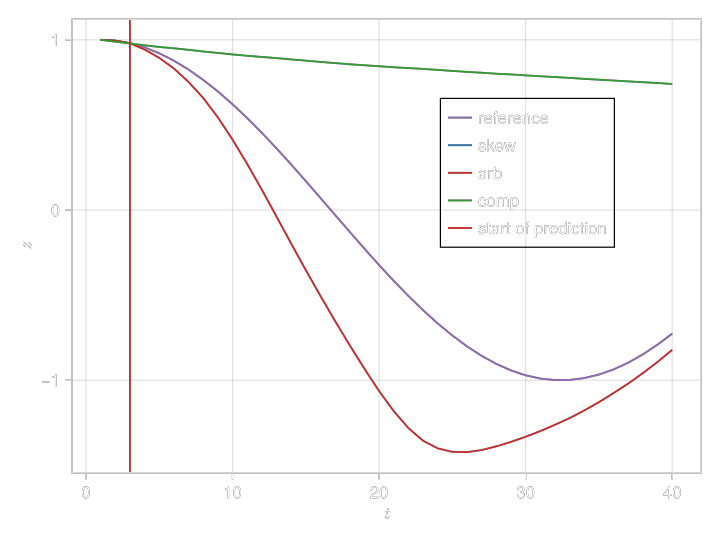 1
0
−1
z
reference
skew
arb
comp
start of prediction
0
10
20
30
40
t